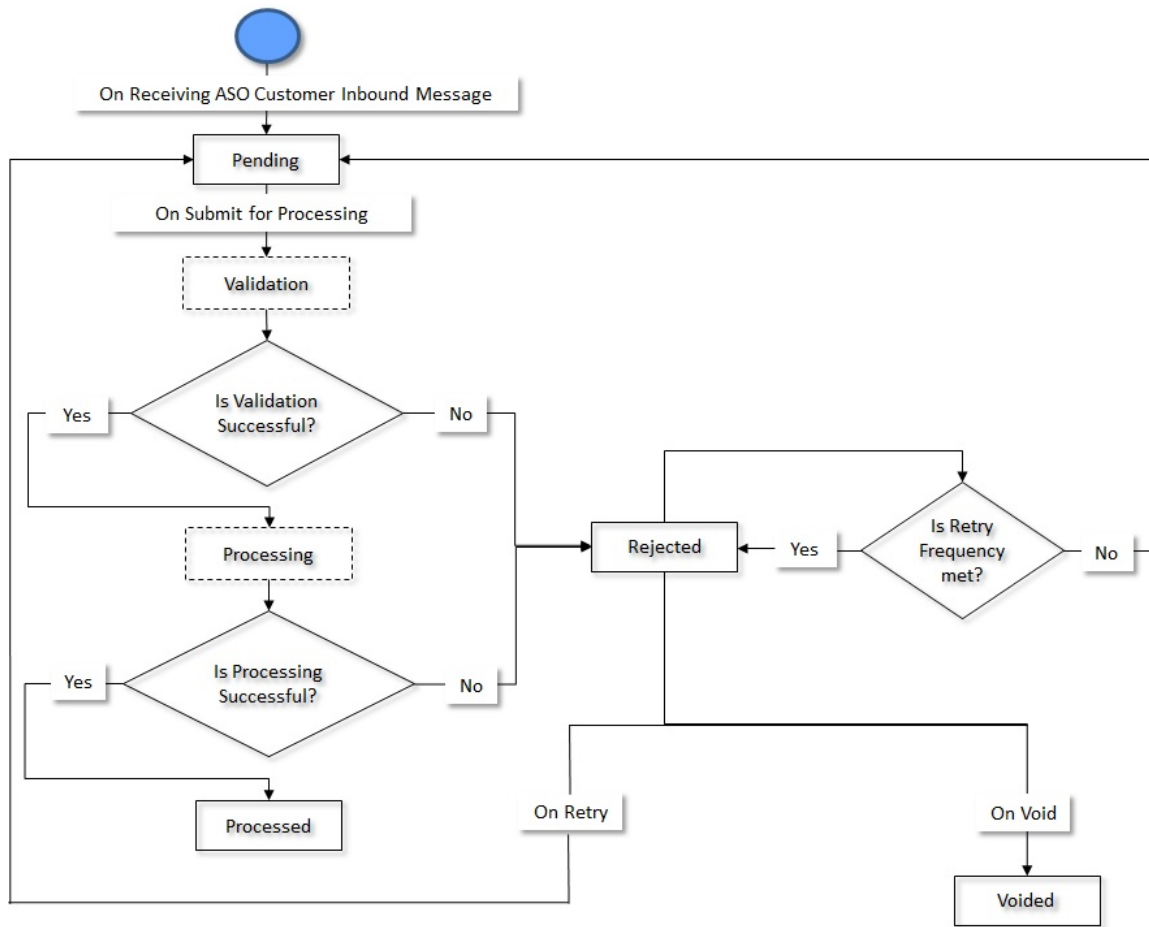 On Receiving ASO Customer Inbound Message
Pending
On Submit for Processing
Validation
Is Validation
Successful?
Yes
No
Processing
Rejected
Is Retry
Frequency
met?
Yes
No
Is Processing
Successful?
Yes
No
Processed
On Retry
On Void
Voided